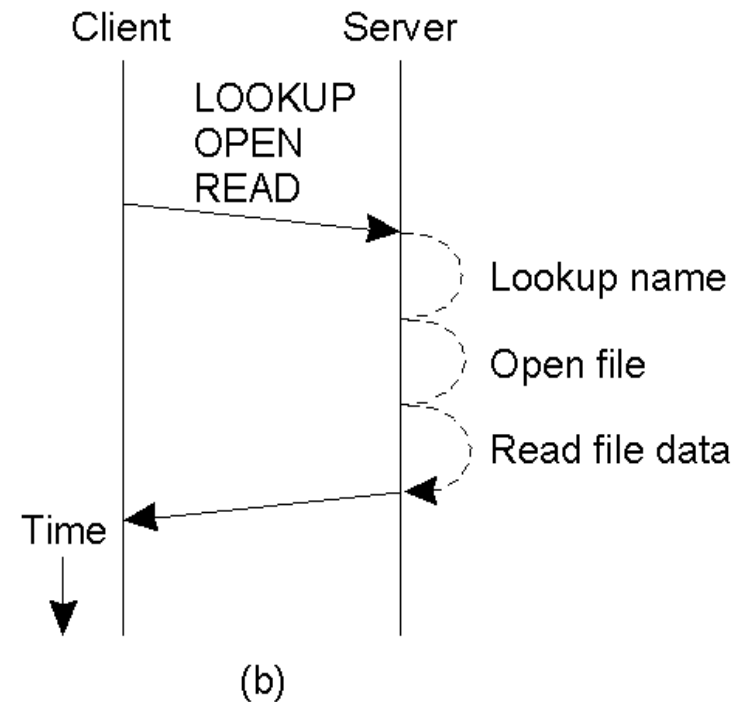 Client
Server
LOOKUP
OPEN
READ
Lookup name
Open file
Read file data
Time
(b)